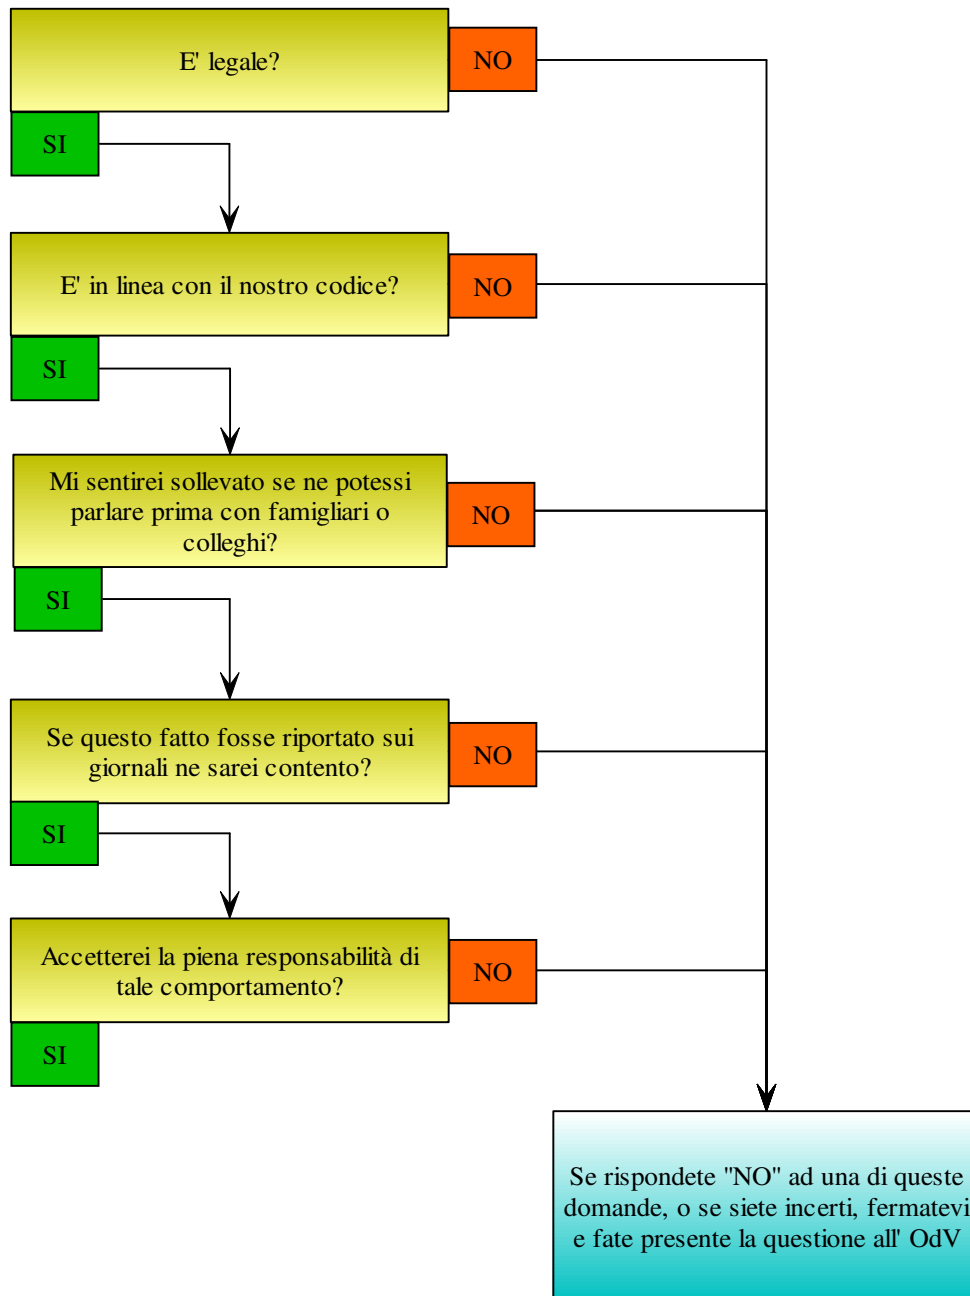 E' legale?
NO
SI
E' in linea con il nostro codice?
NO
SI
Mi sentirei sollevato se ne potessi
parlare prima con famigliari o
colleghi?
NO
SI
Se questo fatto fosse riportato sui
giornali ne sarei contento?
NO
SI
Accetterei la piena responsabilità di
tale comportamento?
NO
SI
Se rispondete "NO" ad una di queste
domande, o se siete incerti, fermatevi
e fate presente la questione all' OdV